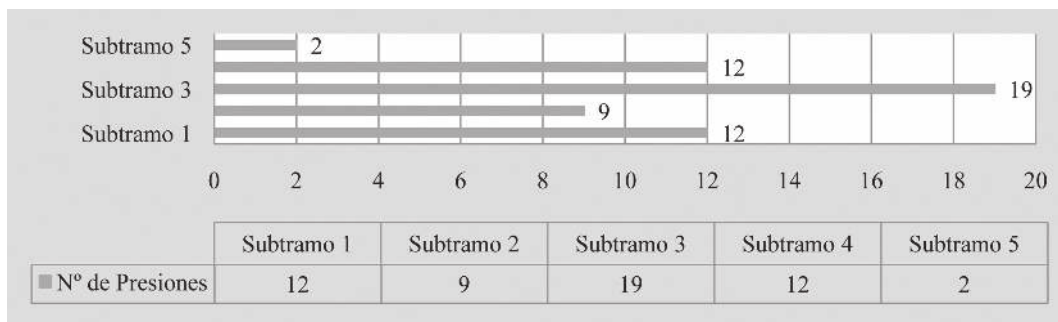 Subtramo 5 2
12
Subtramo 3 19
9
Subtramo 1 12
0 2 4 6 8 10 12 14 16 18 20
Subtramo 1 Subtramo 2 Subtramo 3 Subtramo 4 Subtramo 5
Nº de Presiones 12 9 19 12 2